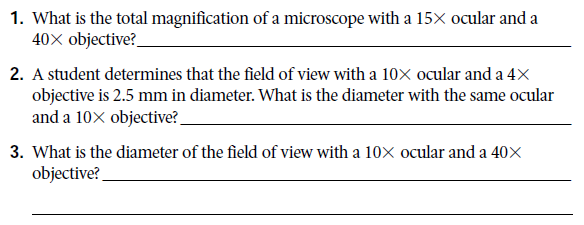 1. What is the total magnification of a microscope with a 15× ocular and a
40× objective?
2. A student determines that the field of view with a 10× ocular and a 4×
objective is 2.5 mm in diameter. What is the diameter with the same ocular
and a 10× objective?
3. What is the diameter of the field of view with a 10× ocular and a 40×
objective?